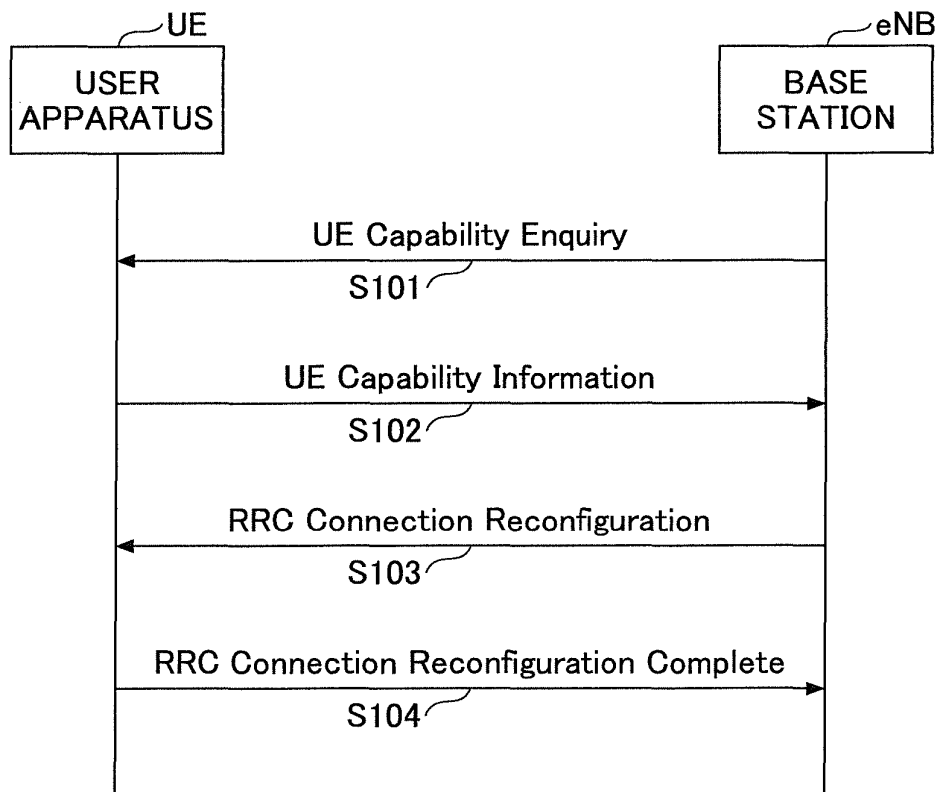 UE
eNB
USER
APPARATUS
BASE
STATION
UE Capability Enquiry
S101
UE Capability Information
S102
RRC Connection Reconfiguration
S103
RRC Connection Reconfiguration Complete
S104